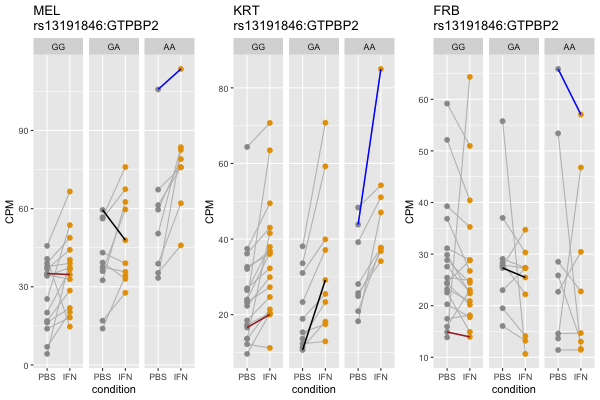 MEL
rs13191846:GTPBP2
GG GA AA
CPM
90
60
30
0
PBS IFN PBS IFN PBS IFN
condition
KRT
rs13191846:GTPBP2
GG GA AA
CPM
80
60
40
20
PBS IFN PBS IFN PBS IFN
condition
FRB
rs13191846:GTPBP2
GG GA AA
CPM
60
50
40
30
20
10
PBS IFN PBS IFN PBS IFN
condition